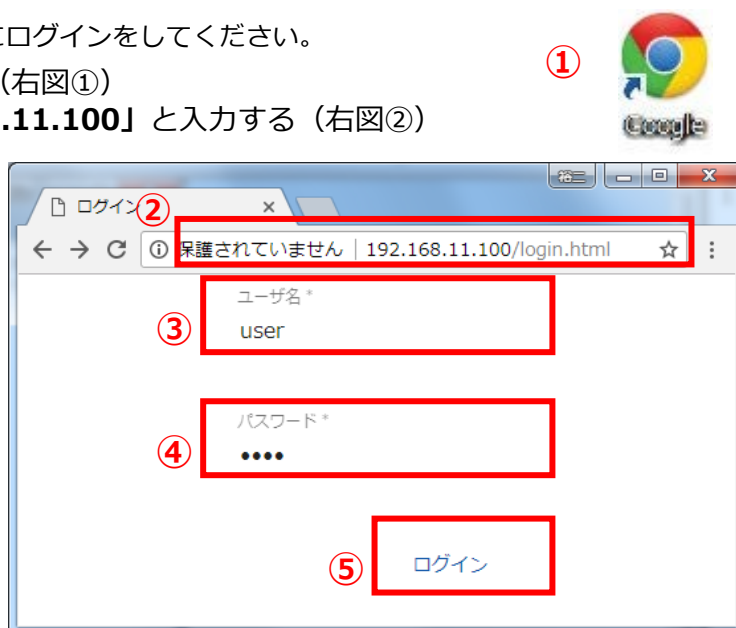 ログインをしてください。
①
（右図①）
.11.100」と入力する（右図②）
Google
裕二
ログイン
②
保護されていません | 192.168.11.100/login.html
③
ユーザ名 *
user
④
パスワード *
••••
⑤
ログイン